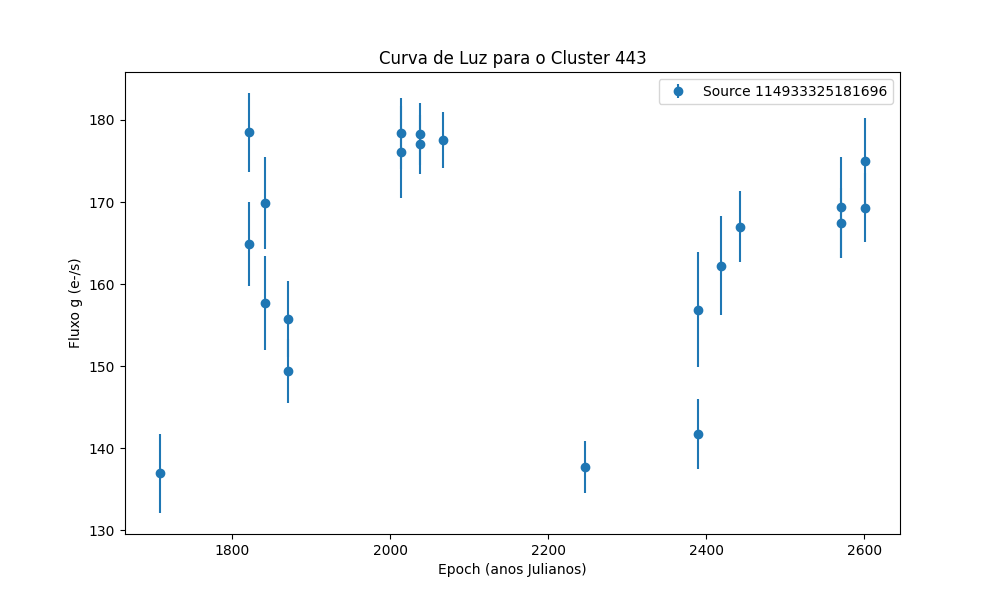 Curva de Luz para o Cluster 443
Source 114933325181696
180
170
160
150
140
130
Fluxo g (e-/s)
1800 2000 2200 2400 2600
Epoch (anos Julianos)